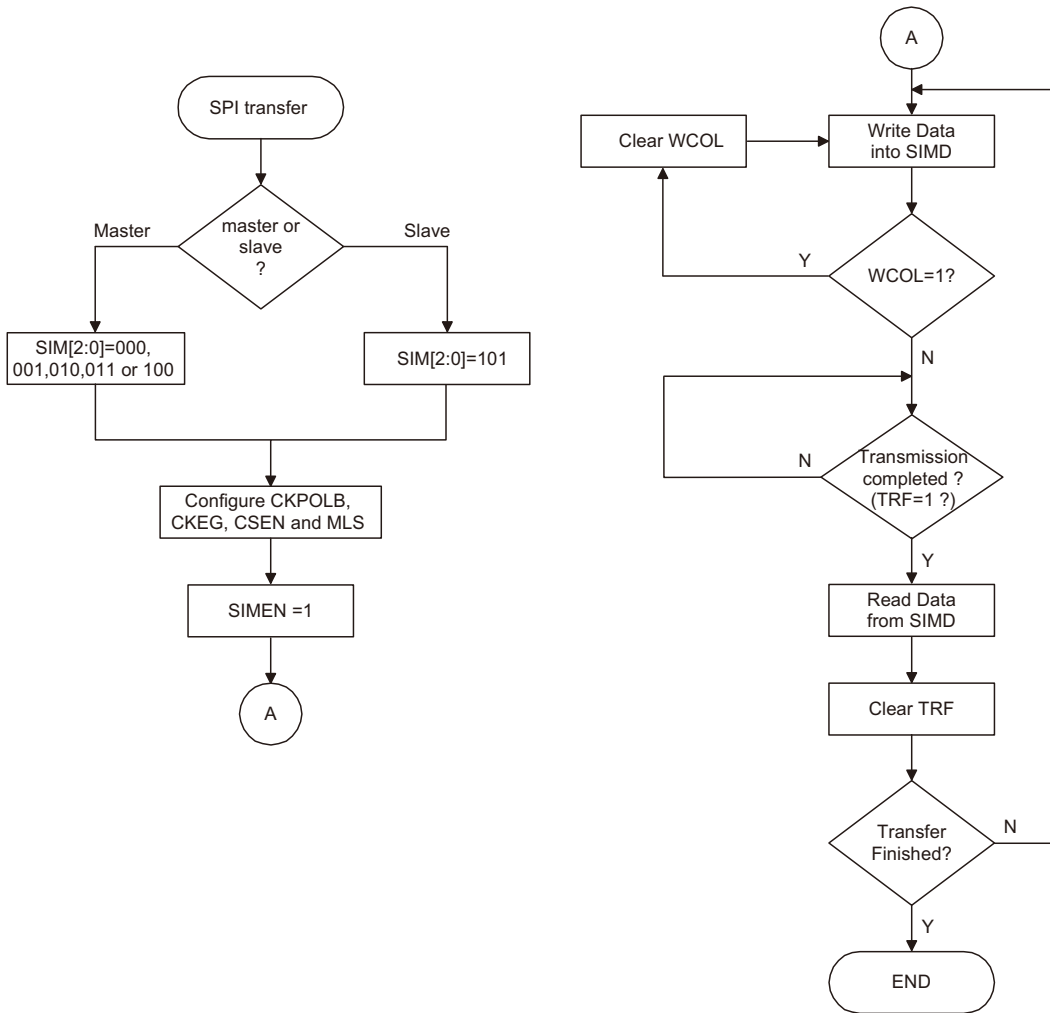 SPI transfer
master or
slave
?
Master
Slave
SIM[2:0]=000,
001,010,011 or 100
SIM[2:0]=101
Configure CKPOLB,
CKEG, CSEN and MLS
SIMEN =1
A
A
Write Data
into SIMD
Clear WCOL
WCOL=1?
Y
N
Transmission
completed ?
(TRF=1 ?)
N
Y
Read Data
from SIMD
Clear TRF
Transfer
Finished?
N
Y
END